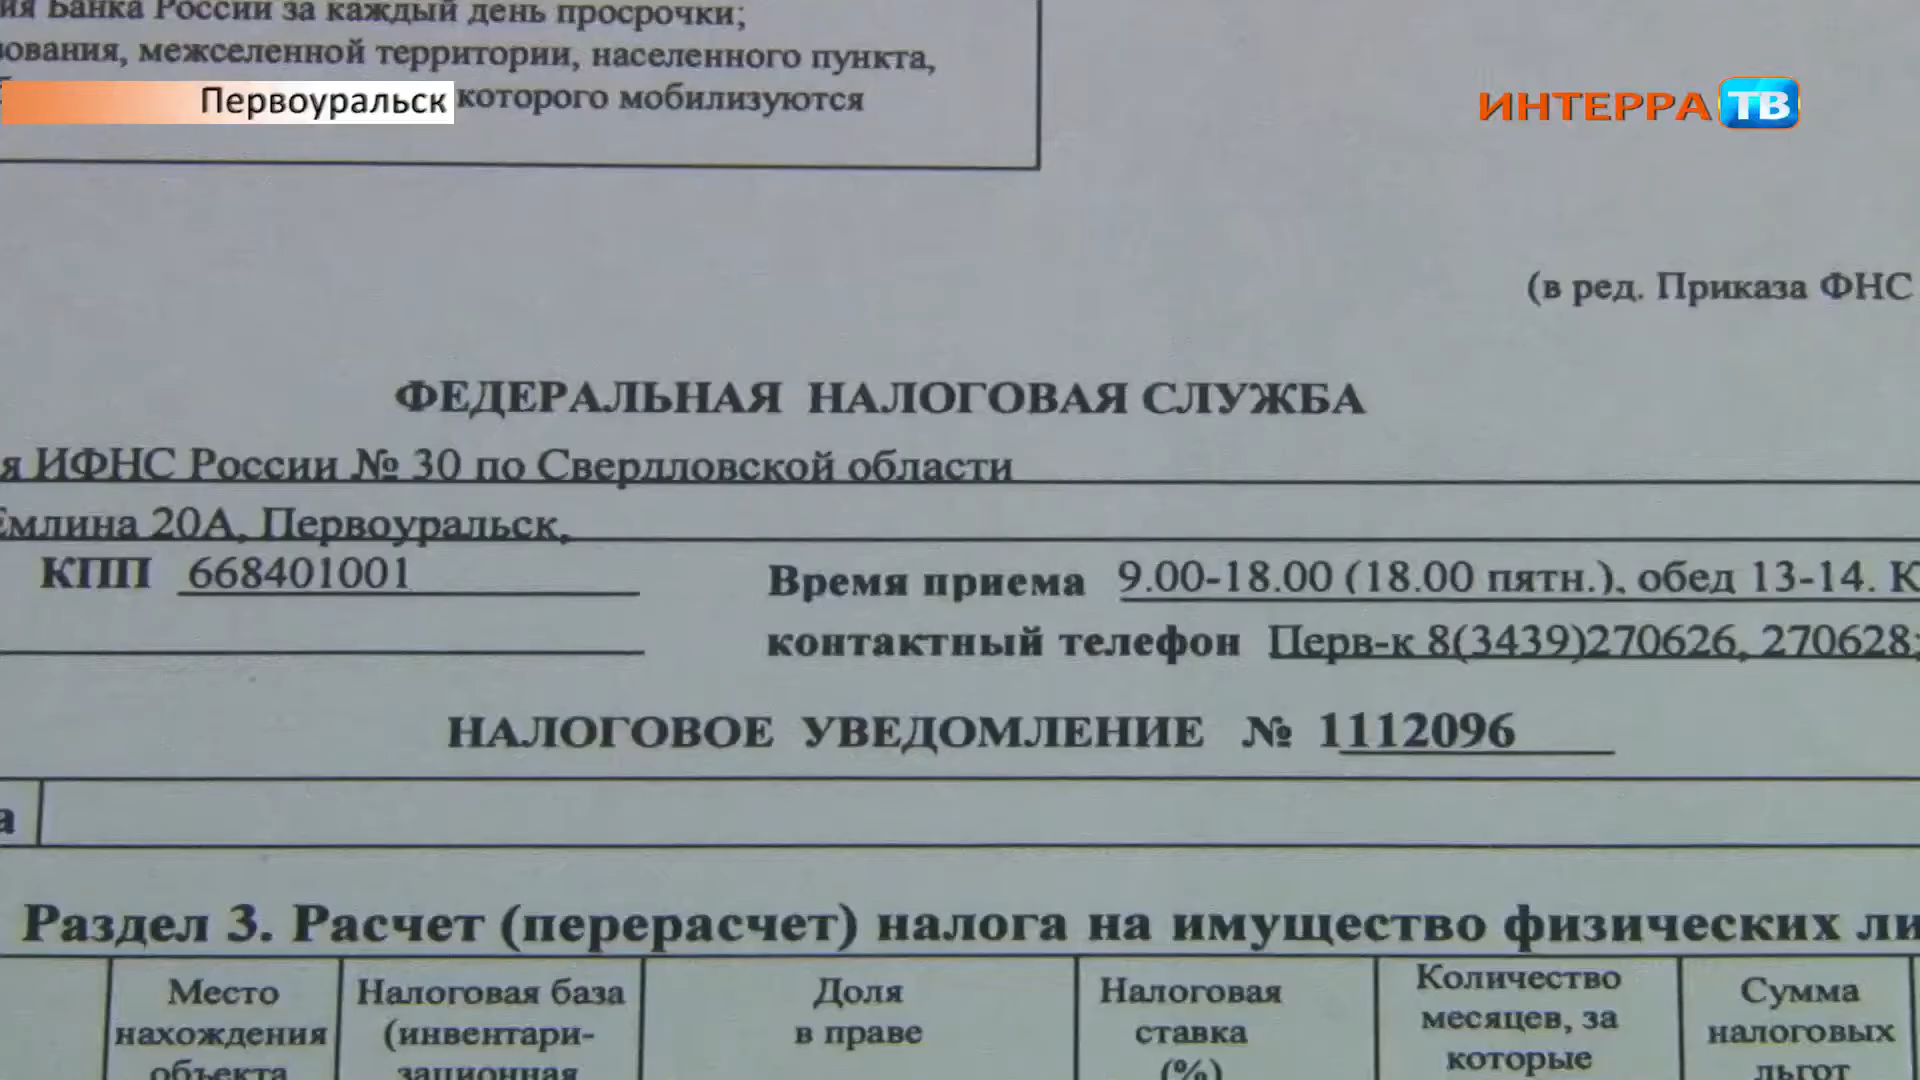 ия Банка России за каждый день просрочки;
ования, межселенной территории, населенного пункта,
Первоуральск
которого мобилизуются
ИНТЕРРА ТВ
(в ред. Приказа ФНС
ФЕДЕРАЛЬНАЯ НАЛОГОВАЯ СЛУЖБА
я ИФНС России № 30 по Свердловской области
Емлина 20А, Первоуральск,
КПП 668401001
Время приема 9.00-18.00 (18.00 пятн.), обед 13-14. К
контактный телефон Перв-к 8(3439)270626, 270628;
НАЛОГОВОЕ УВЕДОМЛЕНИЕ № 1112096
а
Раздел 3. Расчет (перерасчет) налога на имущество физических ли
Место
нахождения
объекта
Налоговая база
(инвентари-
зационная
Доля
в праве
Налоговая
ставка
(%)
Количество
месяцев, за
которые
Сумма
налоговых
льгот